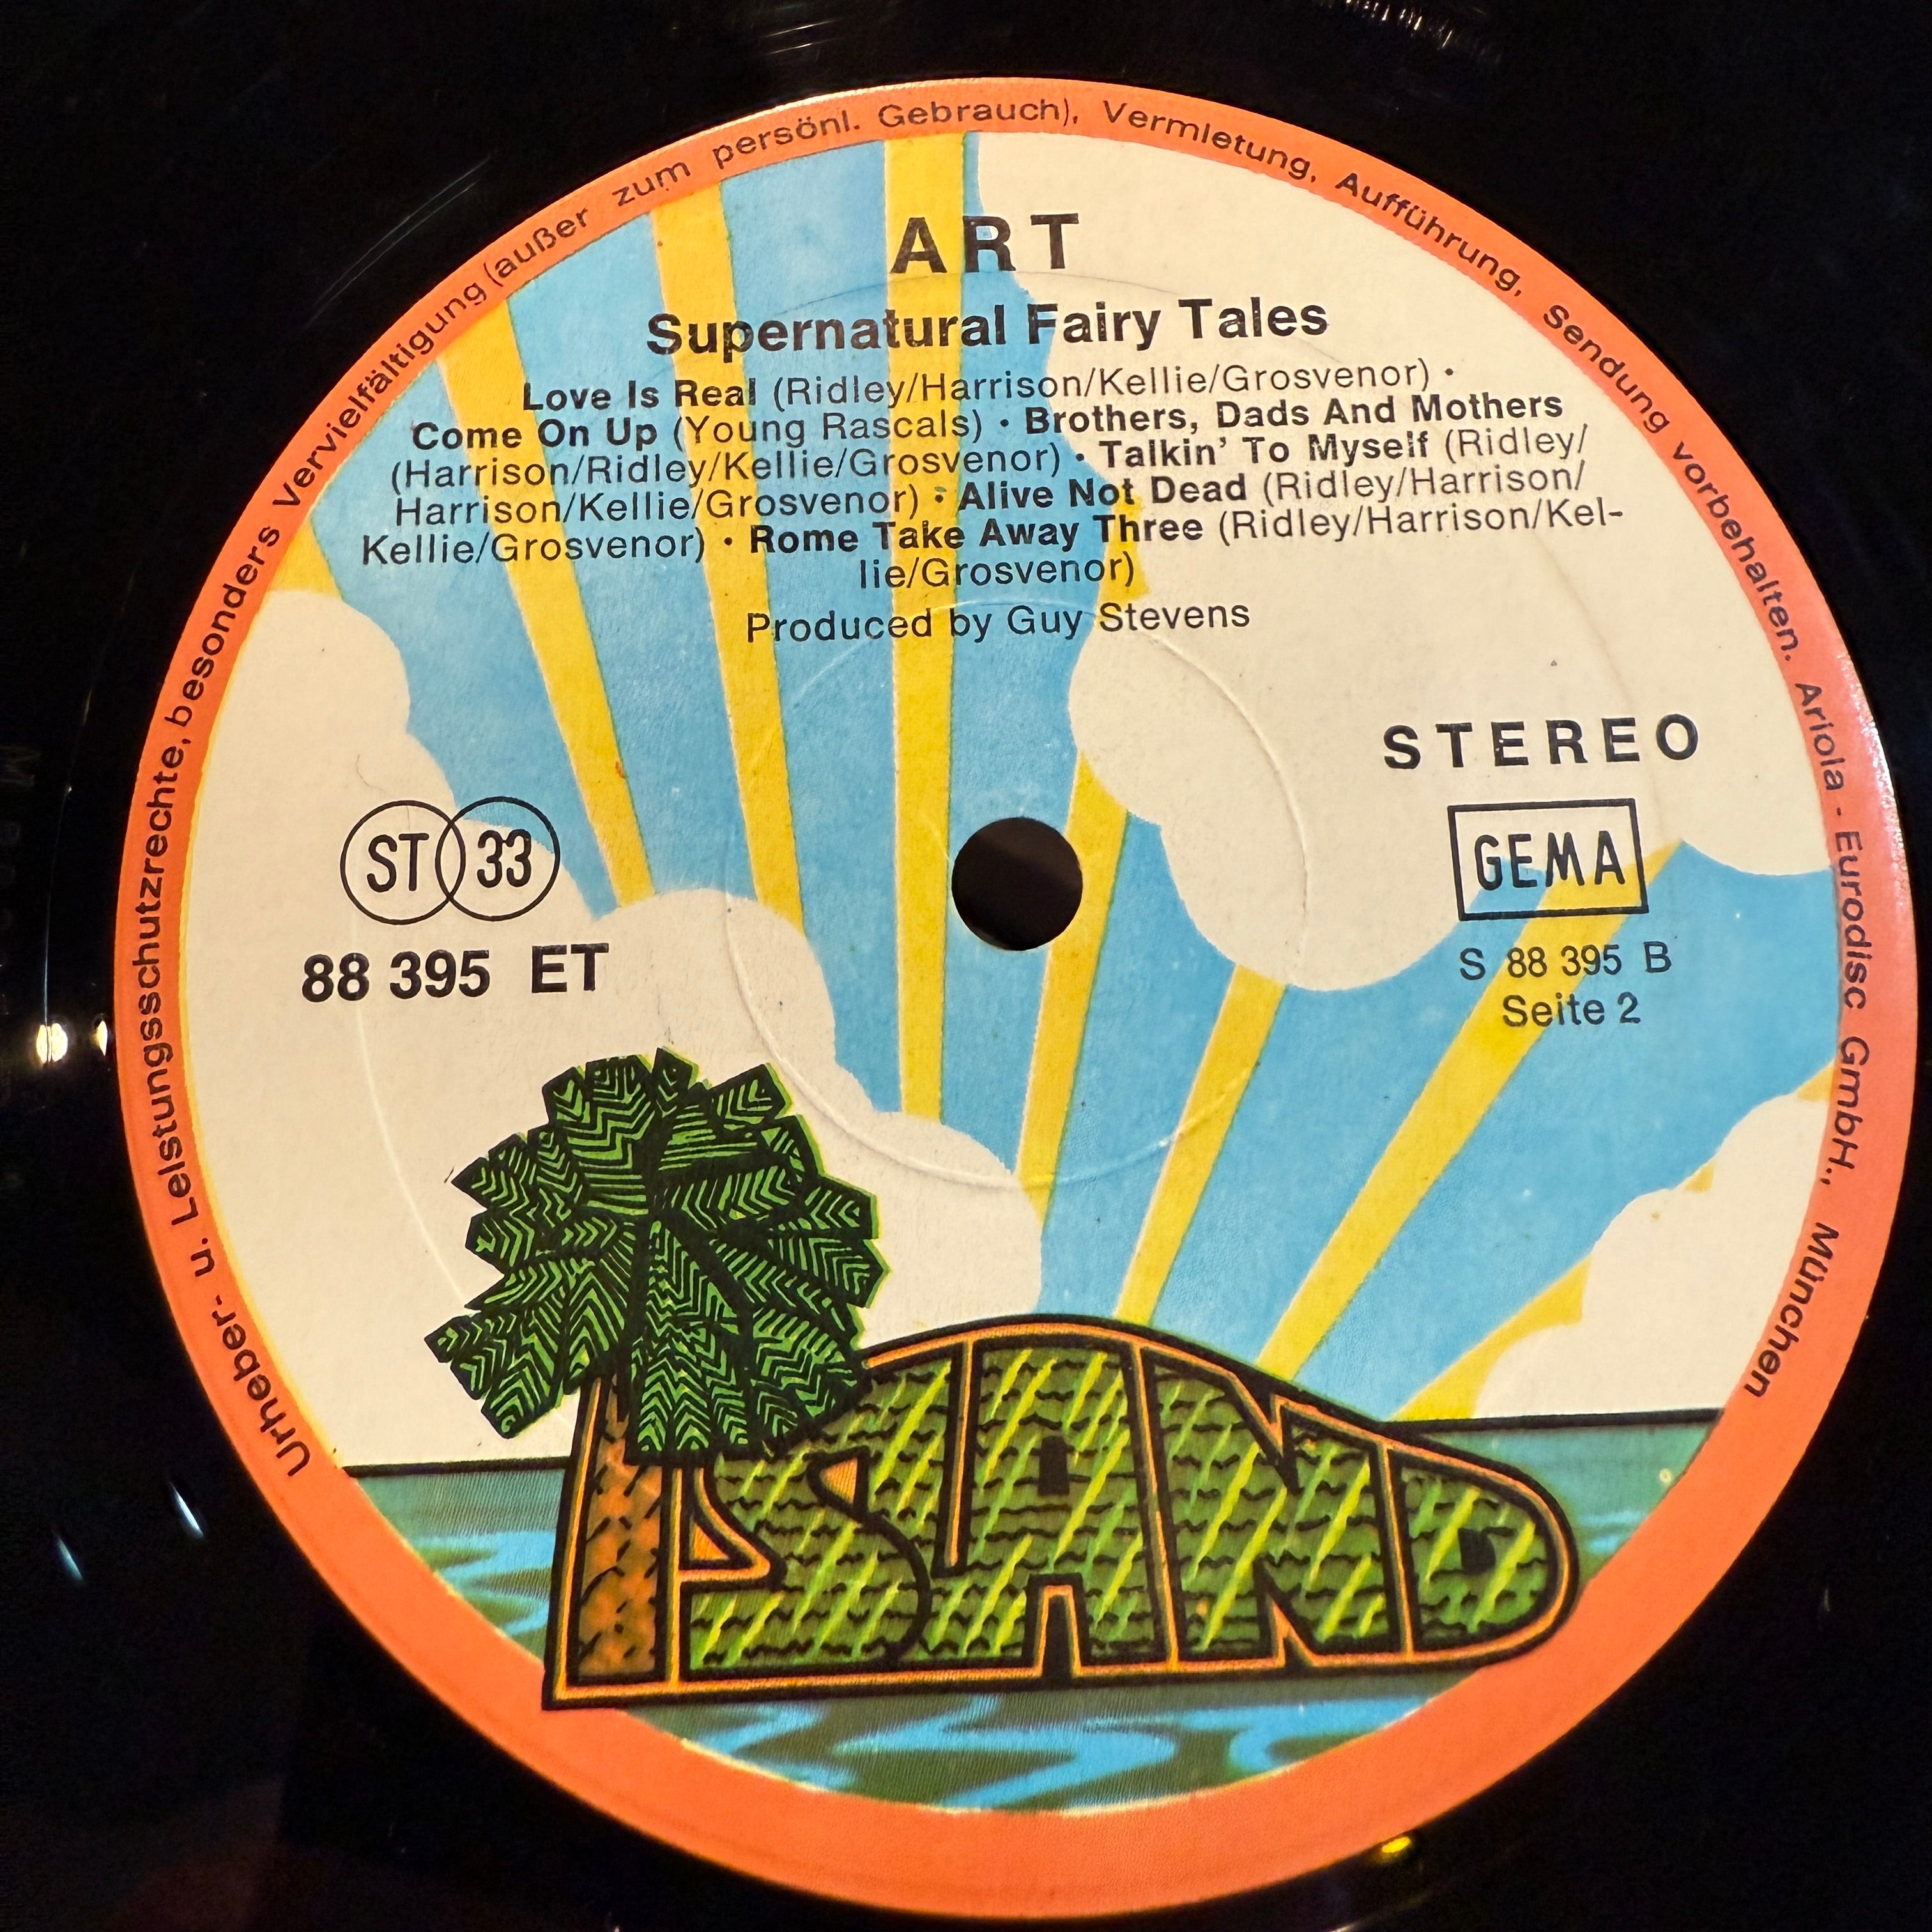 Urheber- u. Leistungsschutzrechte, besonders Vervielfältigung (außer zum persönl. Gebrauch), Vermietung, Aufführung, Sendung vorbehalten. Ariola - Eurodisc GmbH., München
ART
Supernatural Fairy Tales
Love Is Real (Ridley/Harrison/Kellie/Grosvenor) •
Come On Up (Young Rascals) • Brothers, Dads And Mothers
(Harrison/Ridley/Kellie/Grosvenor) • Talkin' To Myself (Ridley/
Harrison/Kellie/Grosvenor) • Alive Not Dead (Ridley/Harrison/
Kellie/Grosvenor) • Rome Take Away Three (Ridley/Harrison/Kel-
lie/Grosvenor)
Produced by Guy Stevens
STEREO
ST 33
GEMA
88 395 ET
S 88 395 B
Seite 2
ISLAND